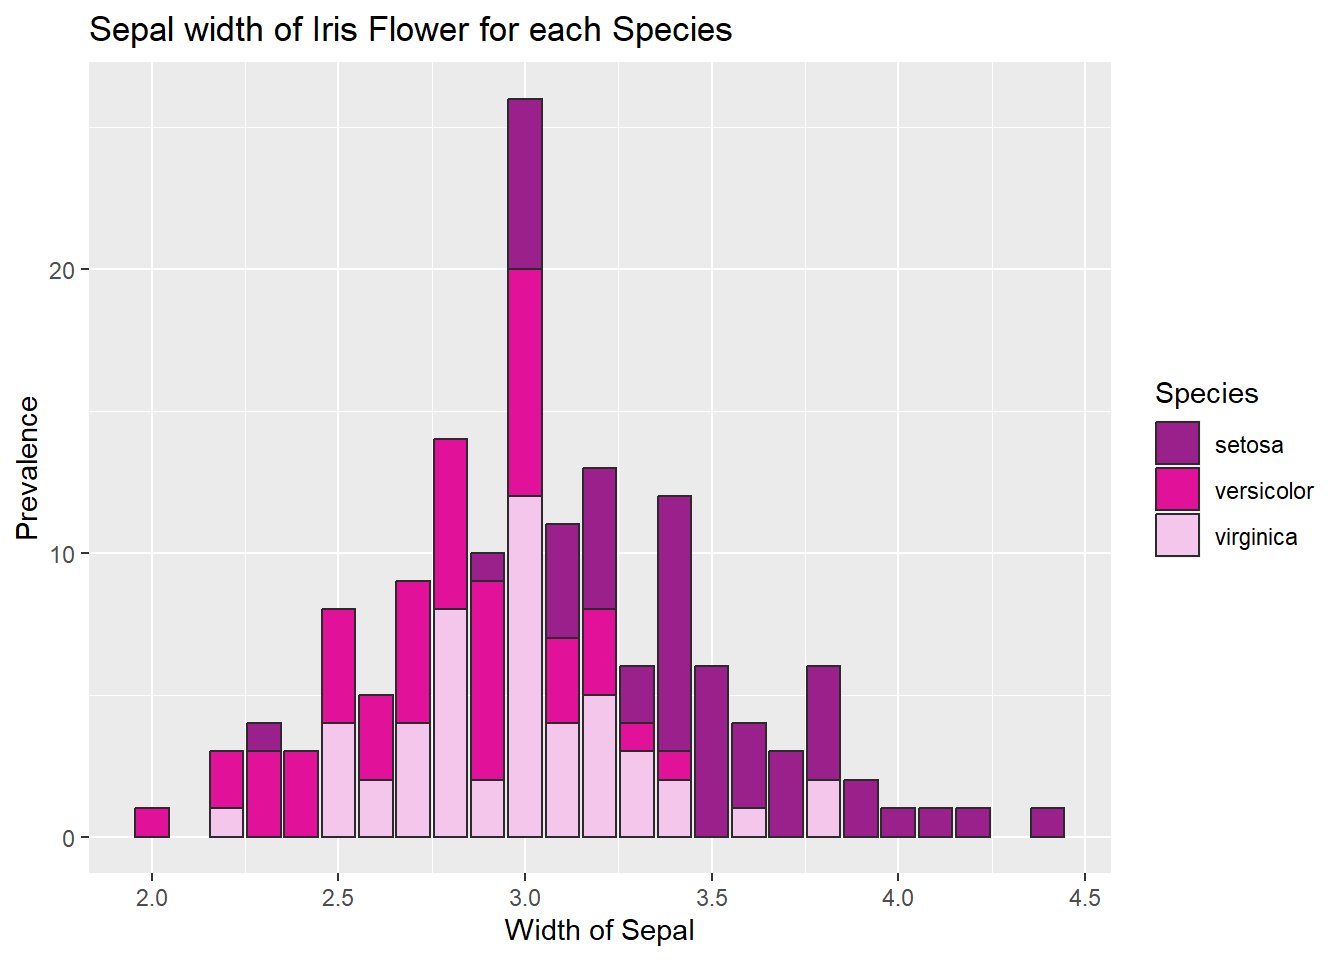 Sepal width of Iris Flower for each Species
Prevalence
20
10
0
2.0 2.5 3.0 3.5 4.0 4.5
Width of Sepal
Species
setosa
versicolor
virginica